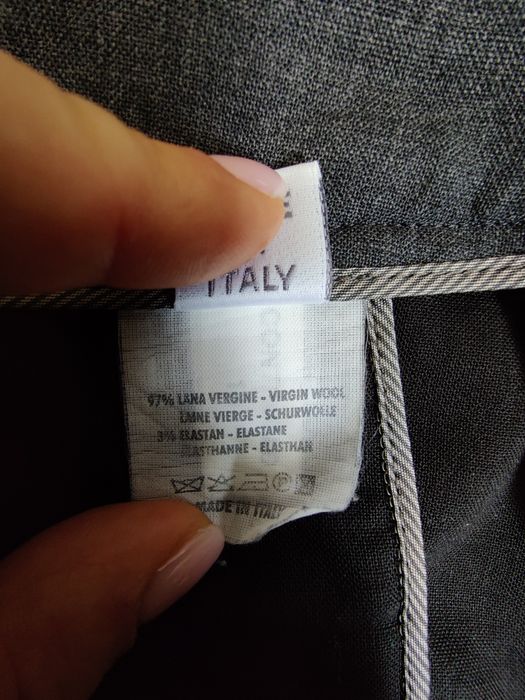 ITALY
97% LANA VERGINE - VIRGIN WOOL
LAINE VIERGE - SCHURWOLLE
3% ELASTAN - ELASTANE
ELASTHANNE - ELASTHAN
MADE IN ITALY